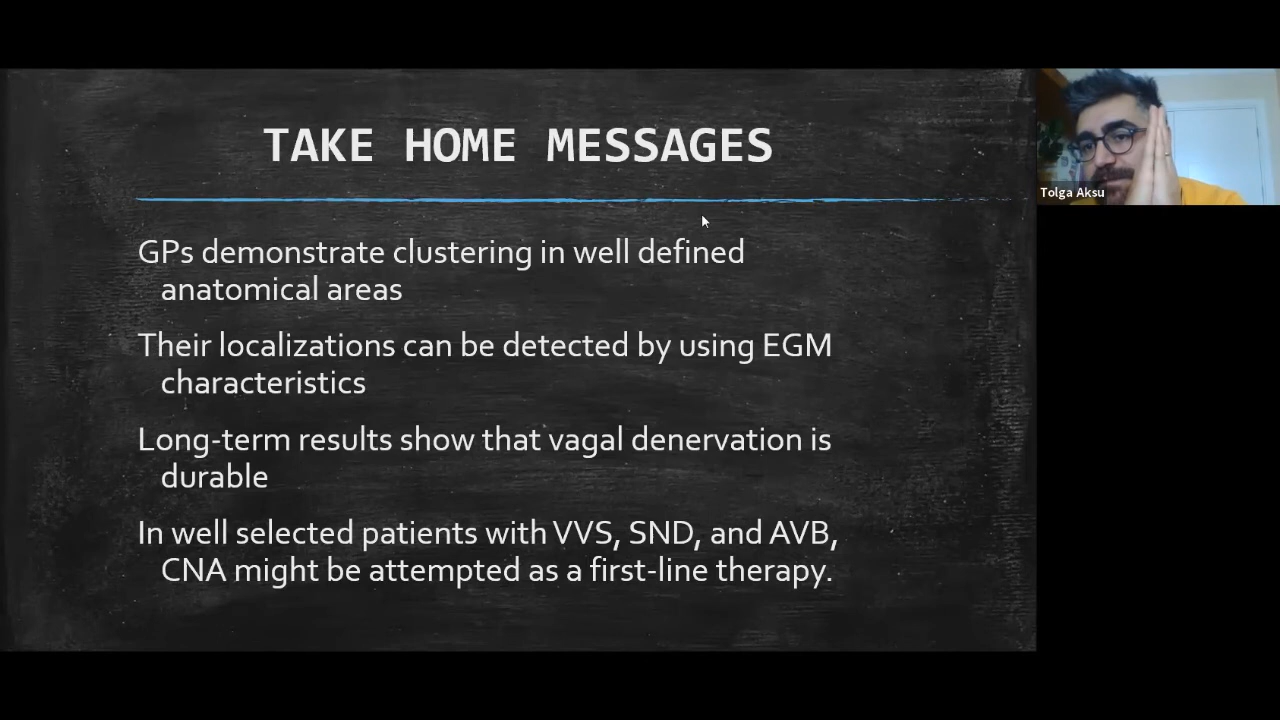 TAKE HOME MESSAGES
GPs demonstrate clustering in well defined
anatomical areas
Their localizations can be detected by using EGM
characteristics
Long-term results show that vagal denervation is
durable
In well selected patients with VVS, SND, and AVB,
CNA might be attempted as a first-line therapy.
Tolga Aksu